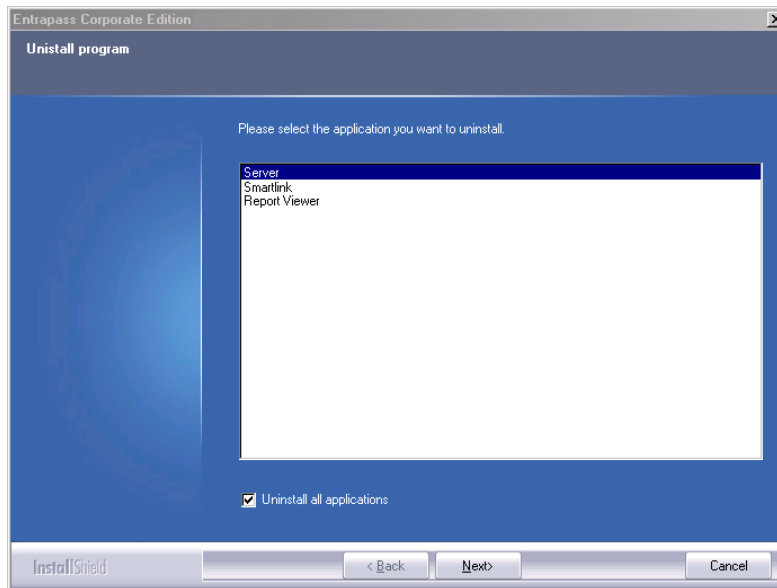 Entrapass Corporate Edition
Unistall program
Please select the application you want to uninstall.
Server
Smartlink
Report Viewer
Uninstall all applications
InstallShield
< Back
Next>
Cancel